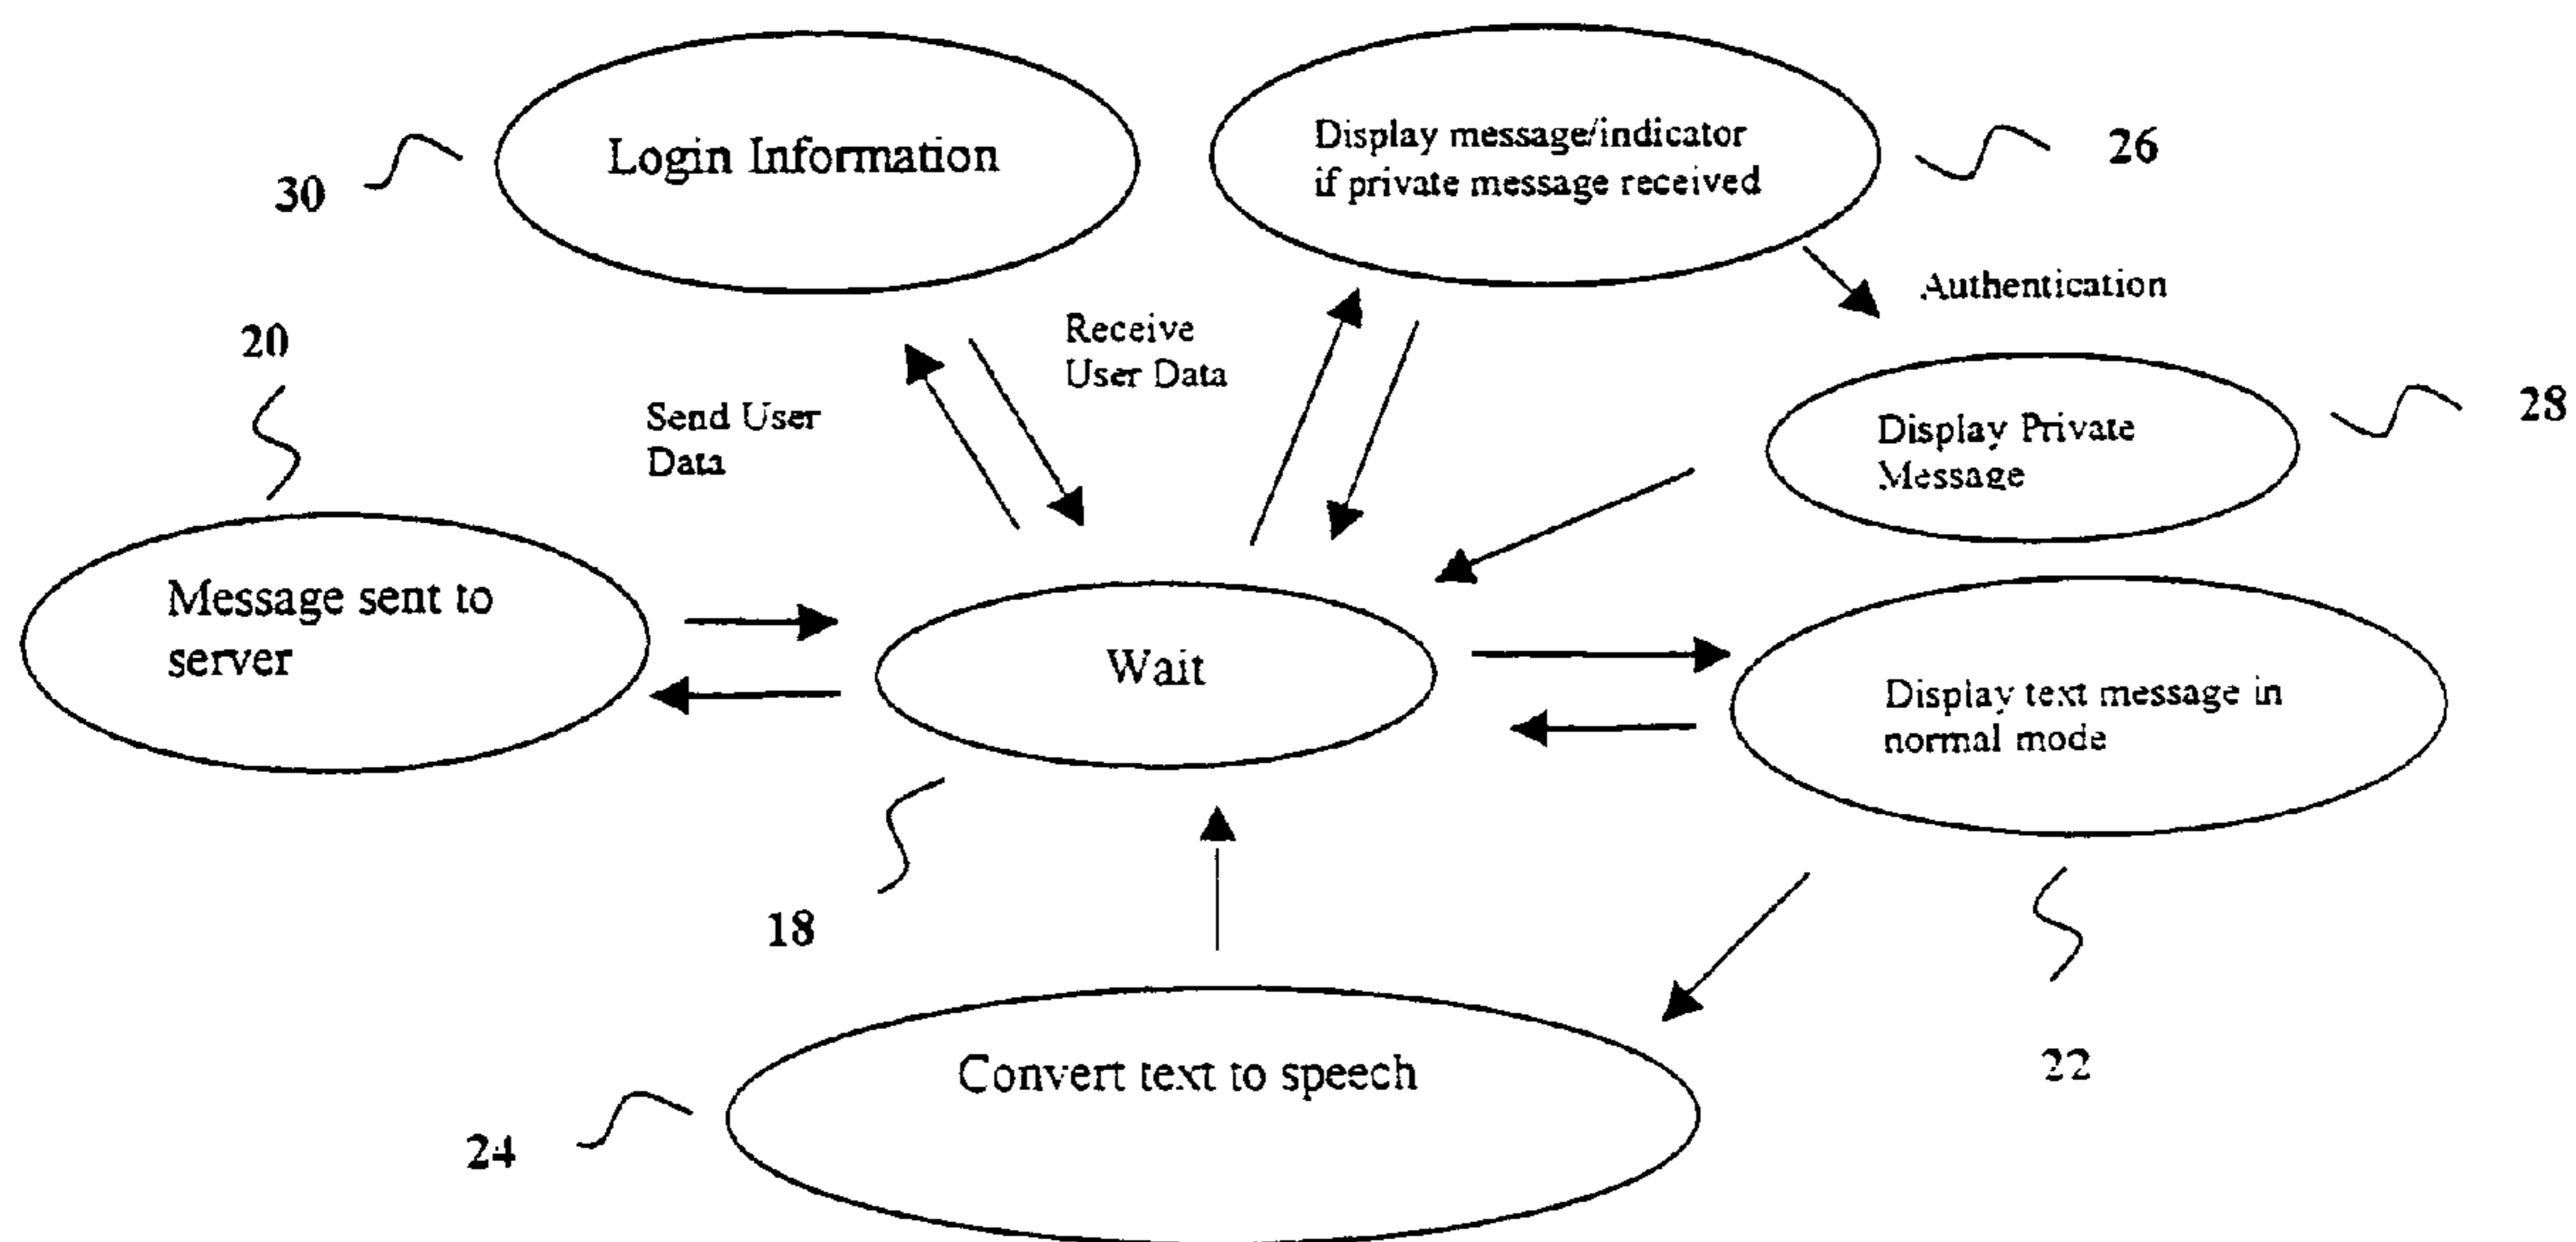 Login Information
30
Display message/indicator
if private message received
26
Authentication
20
Receive
User Data
Send User
Data
28
Display Private
Message
Message sent to
server
Wait
Display text message in
normal mode
18
22
Convert text to speech
24